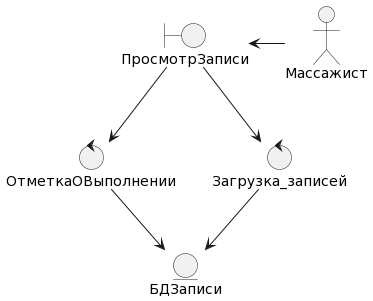 ПросмотрЗаписи
Массажист
ОтметкаОВыполнении
Загрузка_записей
БДЗаписи